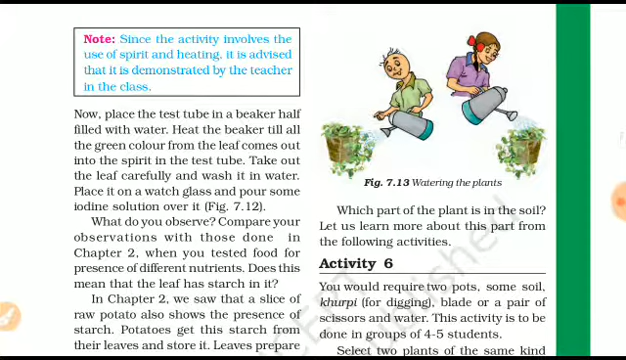 Note: Since the activity involves the
use of spirit and heating, it is advised
that it is demonstrated by the teacher
in the class.
Now, place the test tube in a beaker half
filled with water. Heat the beaker till all
the green colour from the leaf comes out
into the spirit in the test tube. Take out
the leaf carefully and wash it in water.
Place it on a watch glass and pour some
iodine solution over it (Fig. 7.12).
What do you observe? Compare your
observations with those done in
Chapter 2, when you tested food for
presence of different nutrients. Does this
mean that the leaf has starch in it?
In Chapter 2, we saw that a slice of
raw potato also shows the presence of
starch. Potatoes get this starch from
their leaves and store it. Leaves prepare
Fig. 7.13 Watering the plants
Which part of the plant is in the soil?
Let us learn more about this part from
the following activities.
Activity 6
You would require two pots, some soil,
khurpi (for digging), blade or a pair of
scissors and water. This activity is to be
done in groups of 4-5 students.
Select two plants of the same kind